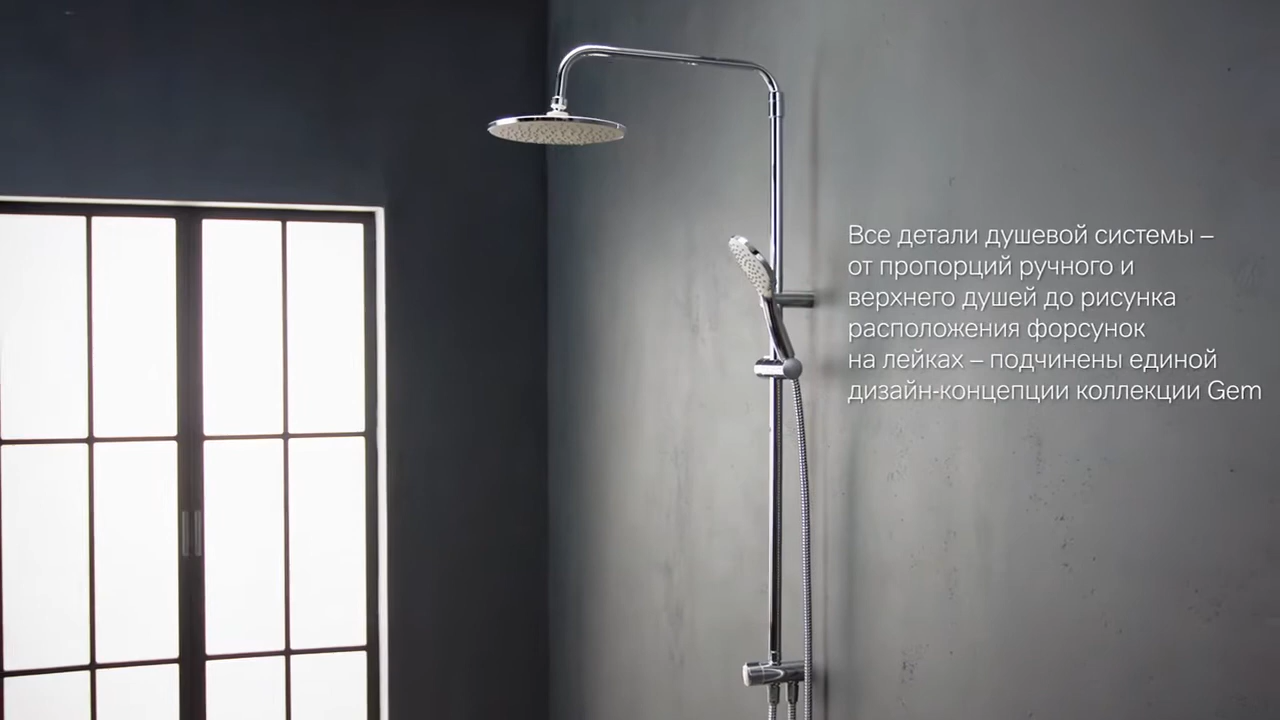 Все детали душевой системы –
от пропорций ручного и
верхнего душей до рисунка
расположения форсунок
на лейках – подчинены единой
дизайн-концепции коллекции Gem